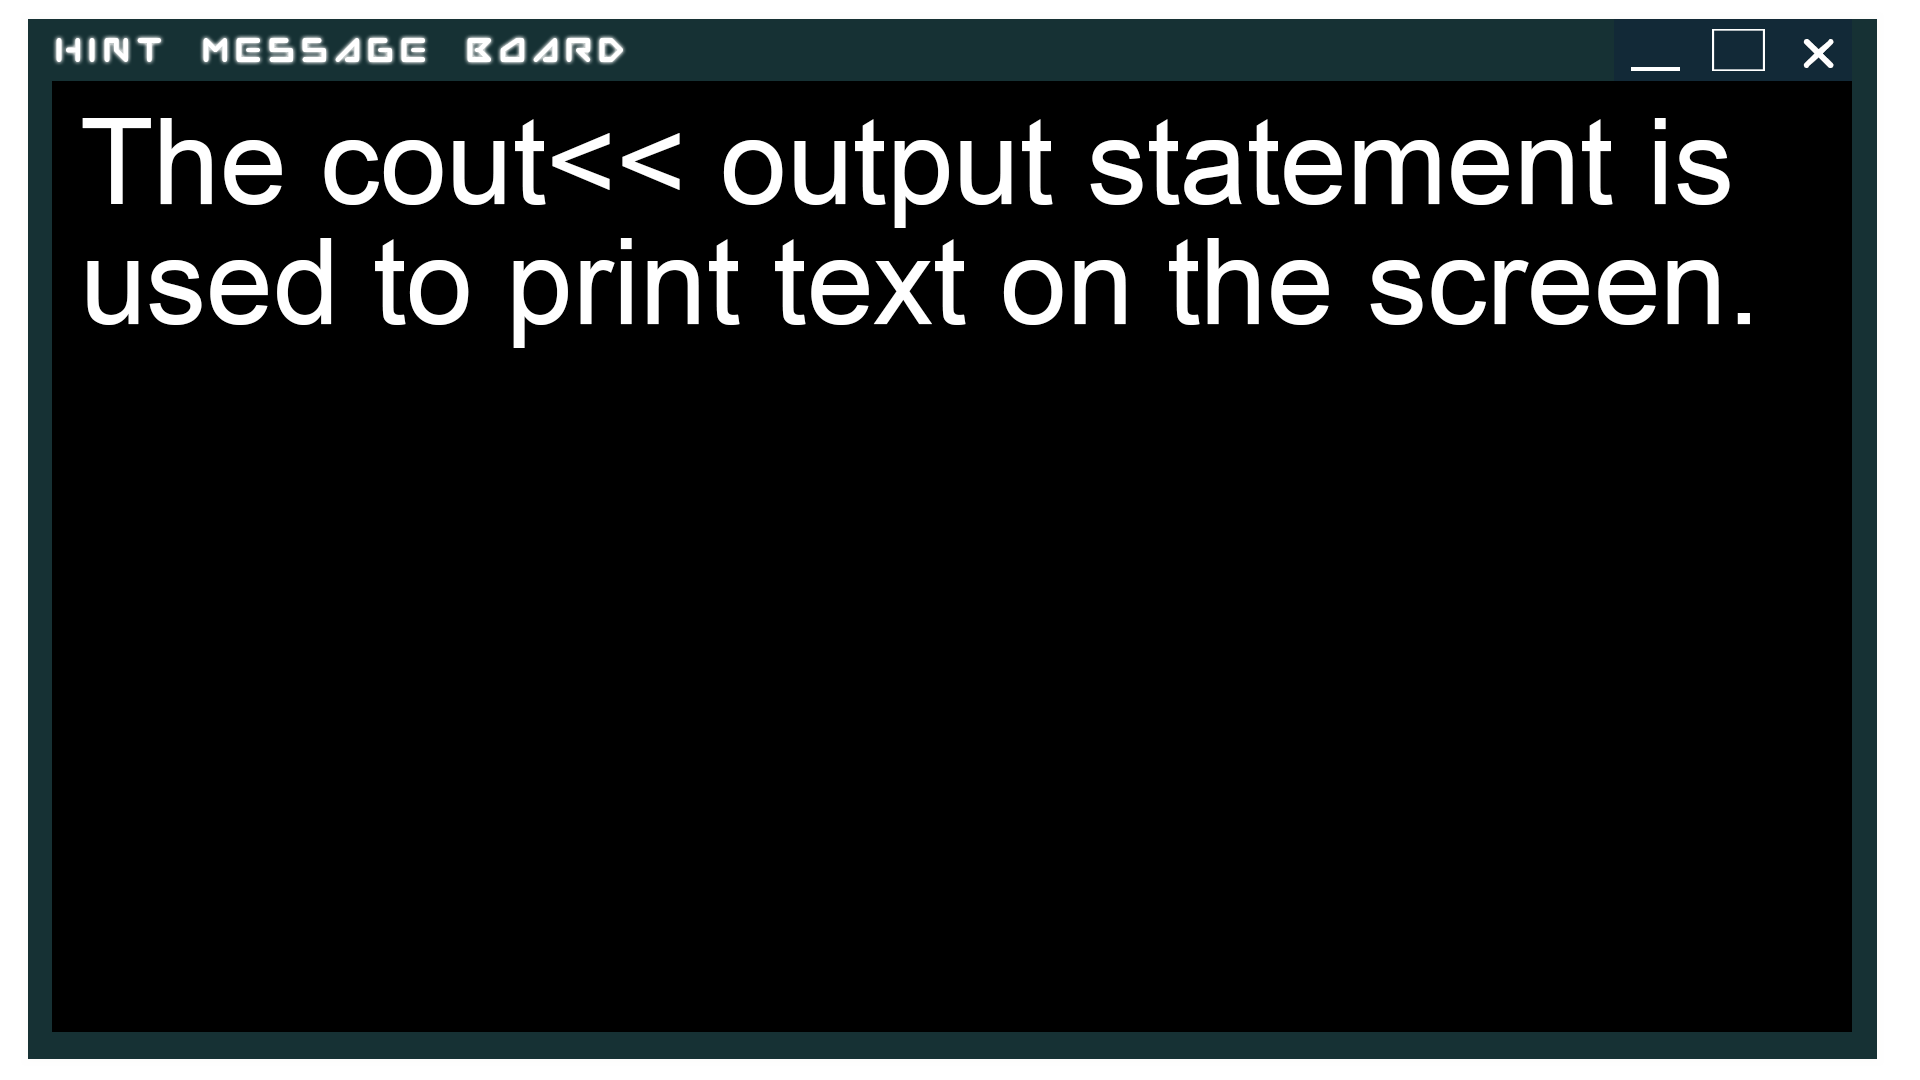 HINT MESSAGE BOARD
The cout<< output statement is
used to print text on the screen.